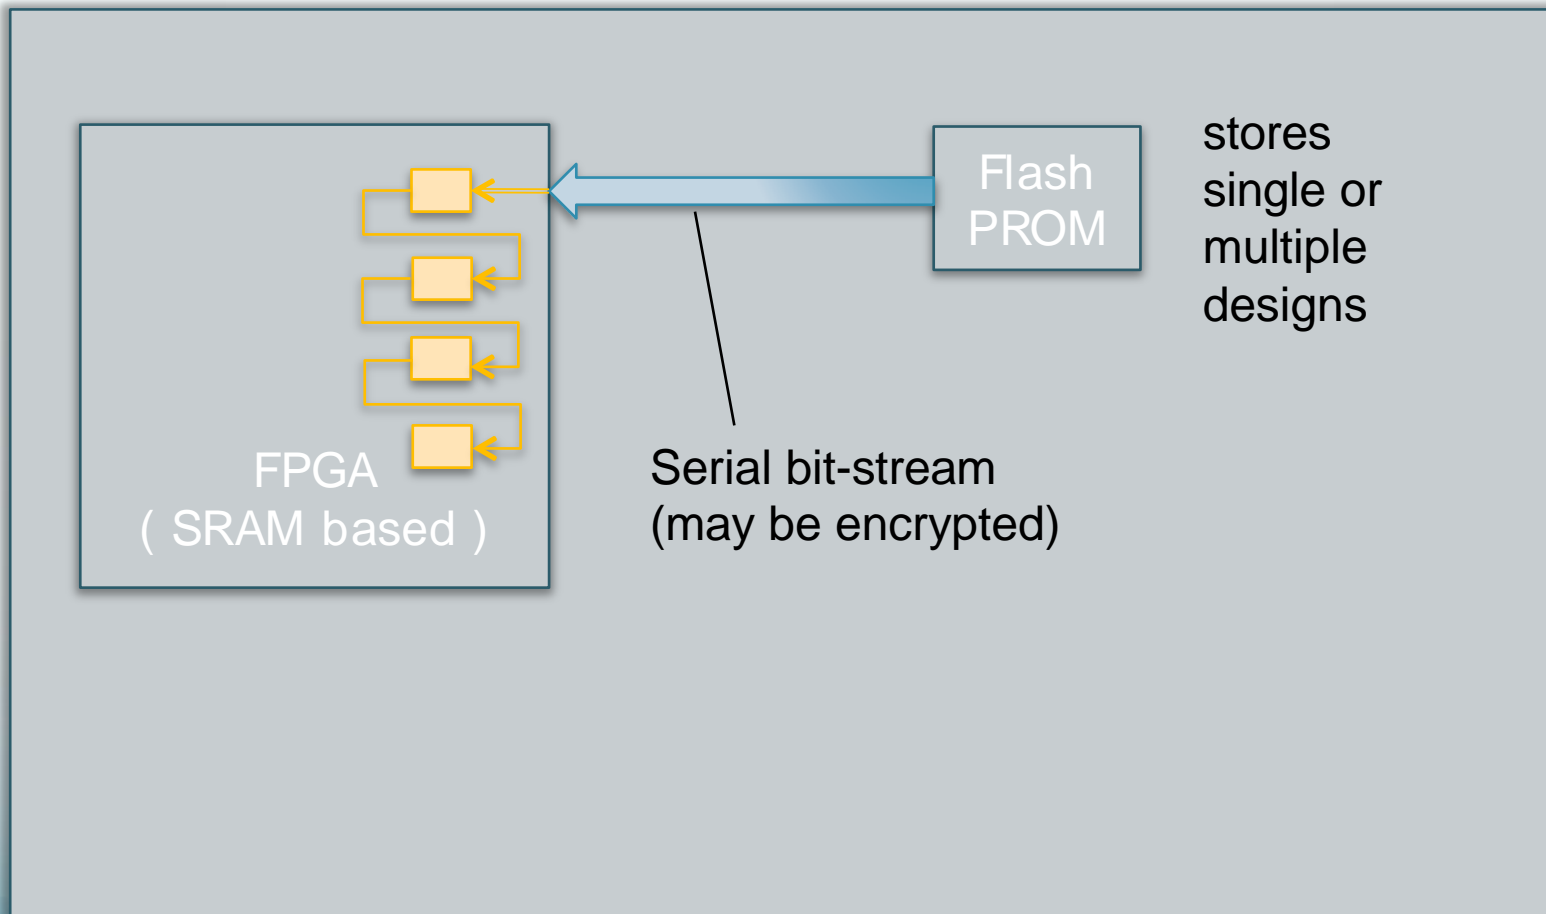 Flash
PROM
stores
single or
multiple
designs
FPGA
( SRAM based )
Serial bit-stream
(may be encrypted)